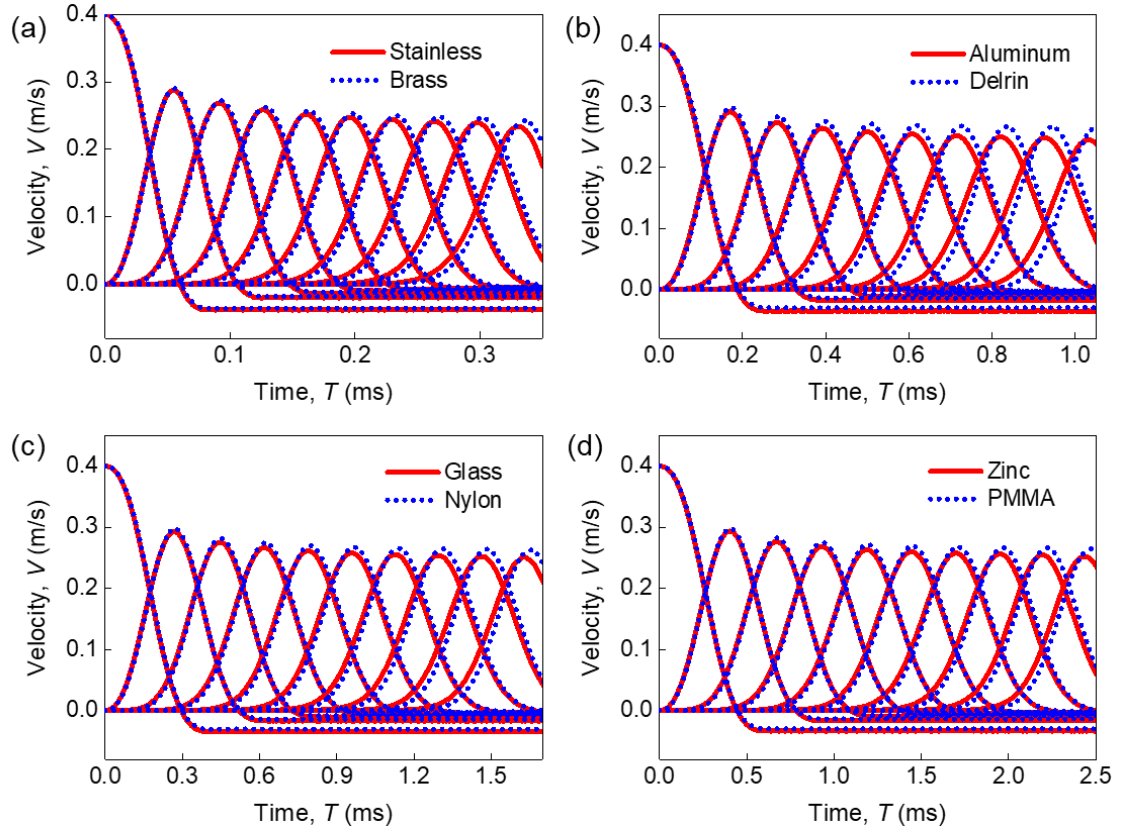 (a)
Stainless
Brass
Velocity, V (m/s)
0.4
0.3
0.2
0.1
0.0
0.0 0.1 0.2 0.3
Time, T (ms)
(b)
Aluminum
Delrin
Velocity, V (m/s)
0.4
0.3
0.2
0.1
0.0
0.0 0.2 0.4 0.6 0.8 1.0
Time, T (ms)
(c)
Glass
Nylon
Velocity, V (m/s)
0.4
0.3
0.2
0.1
0.0
0.0 0.3 0.6 0.9 1.2 1.5
Time, T (ms)
(d)
Zinc
PMMA
Velocity, V (m/s)
0.4
0.3
0.2
0.1
0.0
0.0 0.5 1.0 1.5 2.0 2.5
Time, T (ms)